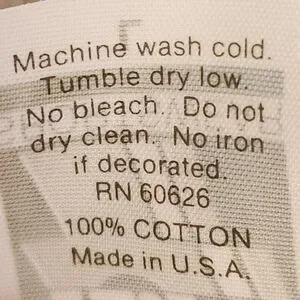 Machine wash cold.
Tumble dry low.
No bleach. Do not
dry clean. No iron
if decorated.
RN 60626
100% COTTON
Made in U.S.A.